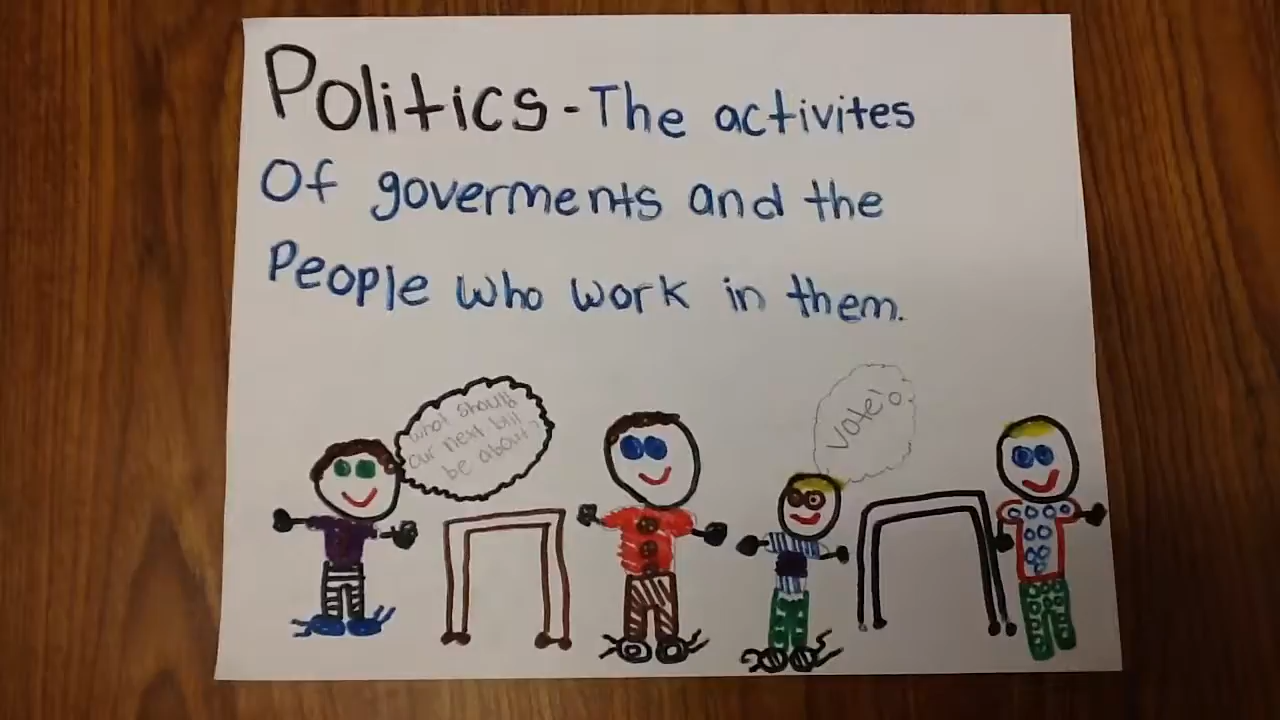 Politics - The activites
Of goverments and the
People who work in them.
what should
our next bill
be about?
Vote!